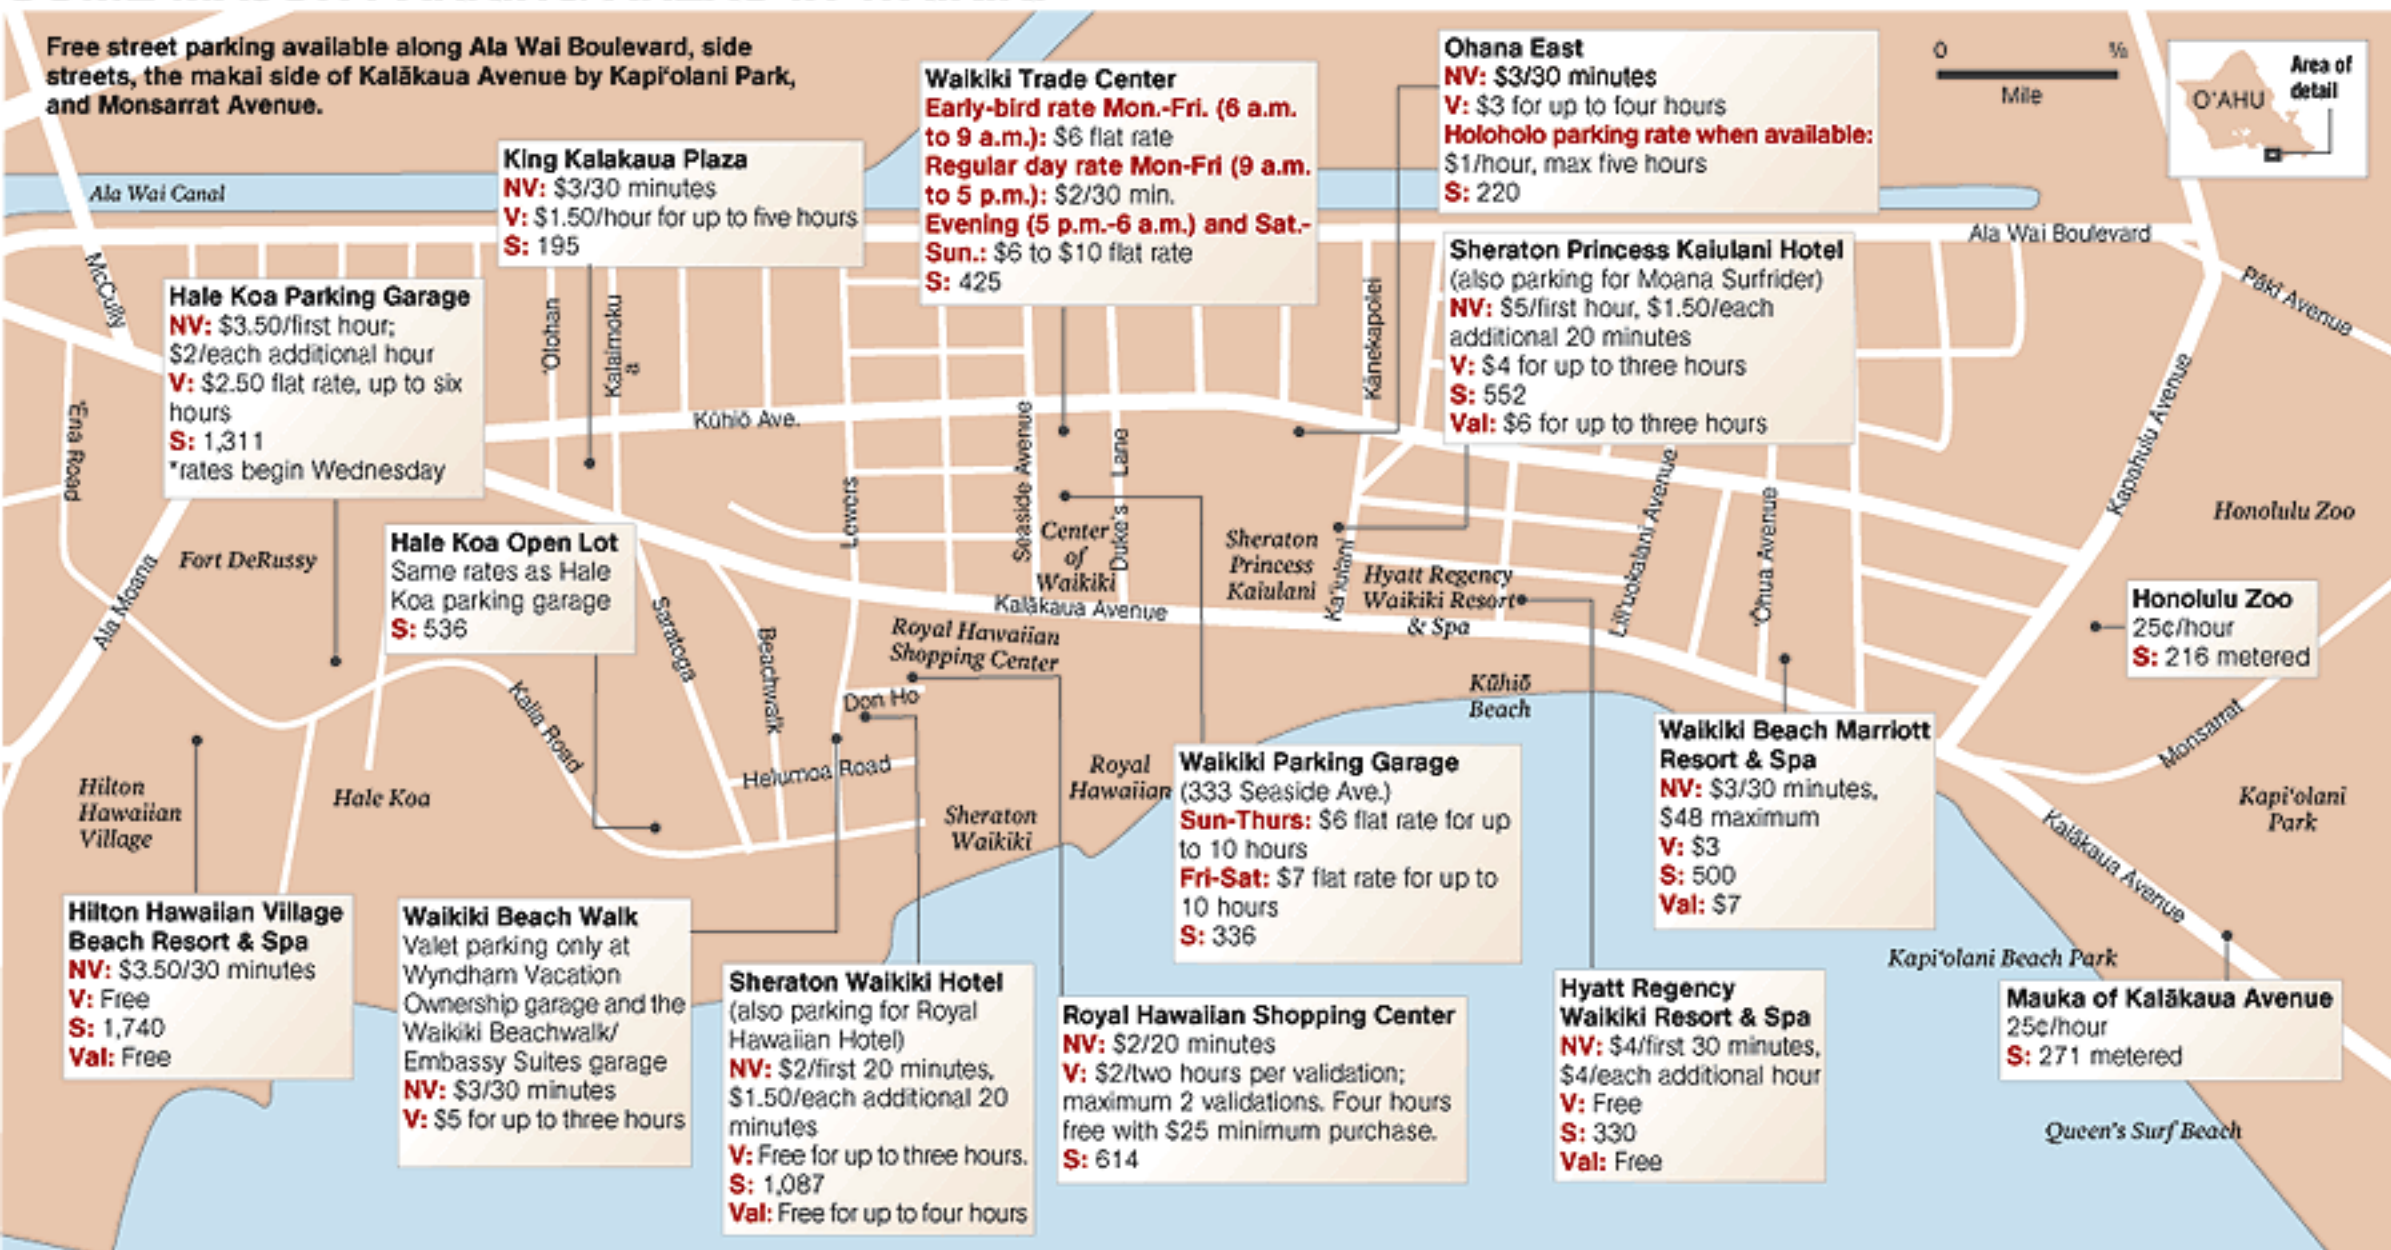 Free street parking available along Ala Wai Boulevard, side
streets, the makai side of Kalākaua Avenue by Kapi‘olani Park,
and Monsarrat Avenue.
Waikiki Trade Center
Early-bird rate Mon.-Fri. (6 a.m.
to 9 a.m.): $6 flat rate
Regular day rate Mon-Fri (9 a.m.
to 5 p.m.): $2/30 min.
Evening (5 p.m.-6 a.m.) and Sat.-
Sun.: $6 to $10 flat rate
S: 425
Ohana East
NV: $3/30 minutes
V: $3 for up to four hours
Holoholo parking rate when available:
$1/hour, max five hours
S: 220
0
Mile
O‘AHU
Area of
detail
King Kalakaua Plaza
NV: $3/30 minutes
V: $1.50/hour for up to five hours
S: 195
Ala Wai Canal
Ala Wai Boulevard
McCully
Hale Koa Parking Garage
NV: $3.50/first hour;
$2/each additional hour
V: $2.50 flat rate, up to six
hours
S: 1,311
*rates begin Wednesday
Sheraton Princess Kaiulani Hotel
(also parking for Moana Surfrider)
NV: $5/first hour, $1.50/each
additional 20 minutes
V: $4 for up to three hours
S: 552
Val: $6 for up to three hours
Pākī Avenue
‘Olohan
Kalaimoku
a
Kānekapolei
Kūhiō Ave.
‘Ena Road
Lewers
Seaside Avenue
Duke's Lane
Kapahulu Avenue
Honolulu Zoo
Fort DeRussy
Ala Moana
Hale Koa Open Lot
Same rates as Hale
Koa parking garage
S: 536
Center
of
Waikiki
Sheraton
Princess
Kaiulani
Ka‘iulani
Hyatt Regency
Waikiki Resort
& Spa
Lili‘uokalani Avenue
‘Ōhua Avenue
Kalākaua Avenue
Honolulu Zoo
25¢/hour
S: 216 metered
Saratoga
Beachwalk
Royal Hawaiian
Shopping Center
Don Ho
Kālia Road
Helumoa Road
Kūhiō
Beach
Monsarrat
Hilton
Hawaiian
Village
Hale Koa
Royal
Hawaiian
Sheraton
Waikiki
Waikiki Parking Garage
(333 Seaside Ave.)
Sun-Thurs: $6 flat rate for up
to 10 hours
Fri-Sat: $7 flat rate for up to
10 hours
S: 336
Waikiki Beach Marriott
Resort & Spa
NV: $3/30 minutes,
$48 maximum
V: $3
S: 500
Val: $7
Kapi‘olani
Park
Kalākaua Avenue
Kapi‘olani Beach Park
Hilton Hawaiian Village
Beach Resort & Spa
NV: $3.50/30 minutes
V: Free
S: 1,740
Val: Free
Waikiki Beach Walk
Valet parking only at
Wyndham Vacation
Ownership garage and the
Waikiki Beachwalk/
Embassy Suites garage
NV: $3/30 minutes
V: $5 for up to three hours
Sheraton Waikiki Hotel
(also parking for Royal
Hawaiian Hotel)
NV: $2/first 20 minutes,
$1.50/each additional 20
minutes
V: Free for up to three hours.
S: 1,087
Val: Free for up to four hours
Royal Hawaiian Shopping Center
NV: $2/20 minutes
V: $2/two hours per validation;
maximum 2 validations. Four hours
free with $25 minimum purchase.
S: 614
Hyatt Regency
Waikiki Resort & Spa
NV: $4/first 30 minutes,
$4/each additional hour
V: Free
S: 330
Val: Free
Mauka of Kalākaua Avenue
25¢/hour
S: 271 metered
Queen's Surf Beach